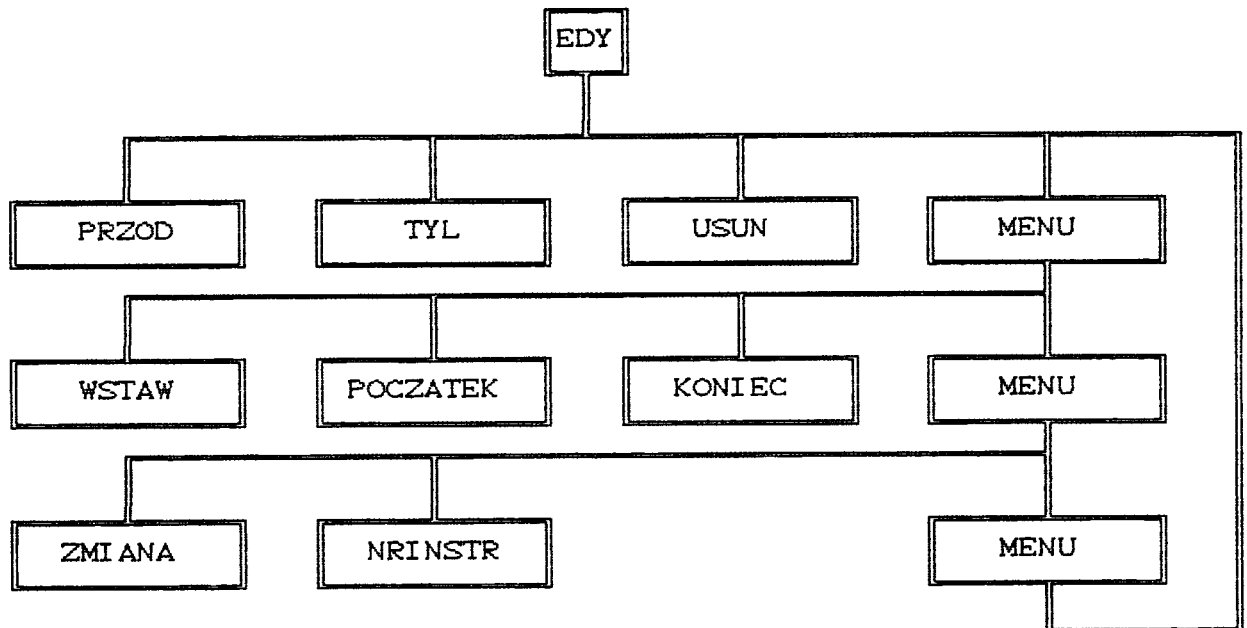 EDY
PRZOD TYL USUN MENU
WSTAW POCZATEK KONIEC MENU
ZMIANA NRINSTR MENU